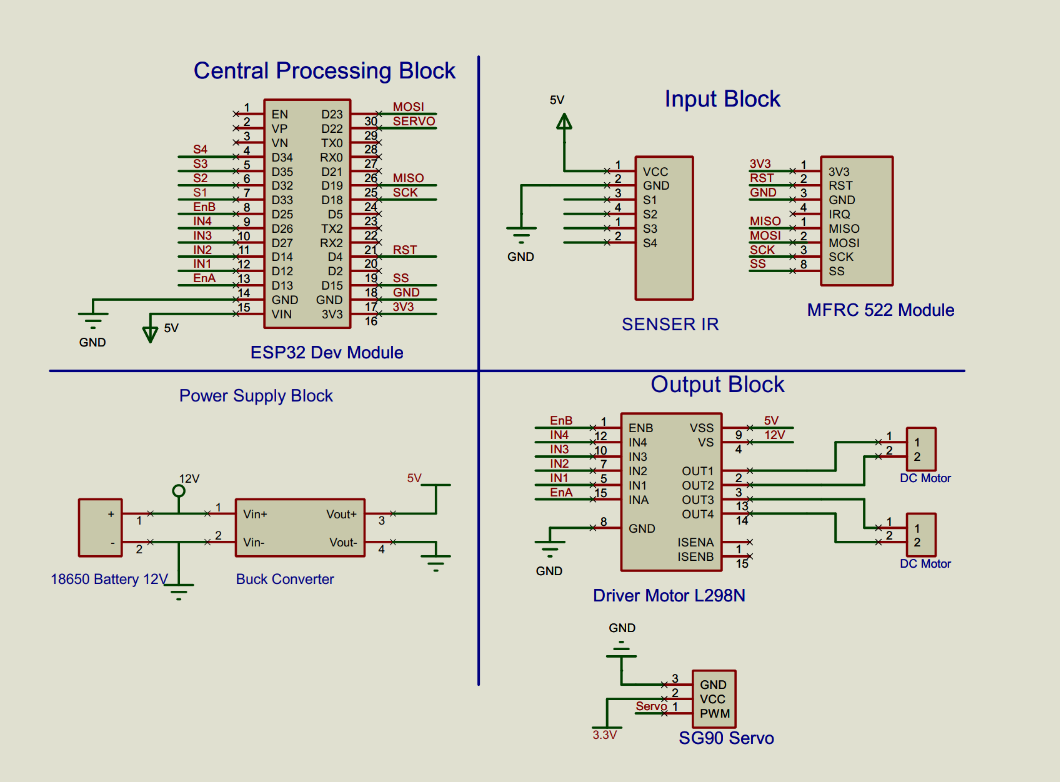 Central Processing Block
1 EN D23 MOSI
2 VP D22 30 SERVO
3 VN TX0 29
S4 4 D34 RX0 28
S3 5 D35 D21 27
S2 6 D32 D19 26 MISO
S1 7 D33 D18 25 SCK
EnB 8 D25 D5 24
IN4 9 D26 TX2 23
IN3 10 D27 RX2 22
IN2 11 D14 D4 21 RST
IN1 12 D12 D2 20
EnA 13 D13 D15 19 SS
14 GND GND 18 GND
15 VIN 3V3 17 3V3
16
5V
GND
ESP32 Dev Module
Input Block
5V
1 VCC
2 GND
3 S1
4 S2
1 S3
2 S4
GND
SENSER IR
3V3 1 3V3
RST 2 RST
GND 3 GND
4 IRQ
MISO 1 MISO
MOSI 2 MOSI
SCK 3 SCK
SS 8 SS
MFRC 522 Module
Power Supply Block
12V
5V
+ 1 1 Vin+ Vout+ 3
- 2 2 Vin- Vout- 4
18650 Battery 12V
Buck Converter
Output Block
EnB 1 ENB VSS 5V
IN4 12 IN4 VS 9 12V
IN3 10 IN3 4
IN2 7 IN2 OUT1
IN1 5 IN1 OUT2 2
EnA 15 INA OUT3 3
OUT4 13
8 GND 14
ISENA
ISENB 1
15
GND
1 1
2 2
DC Motor
1 1
2 2
DC Motor
Driver Motor L298N
GND
3 GND
2 VCC
Servo 1 PWM
3.3V
SG90 Servo